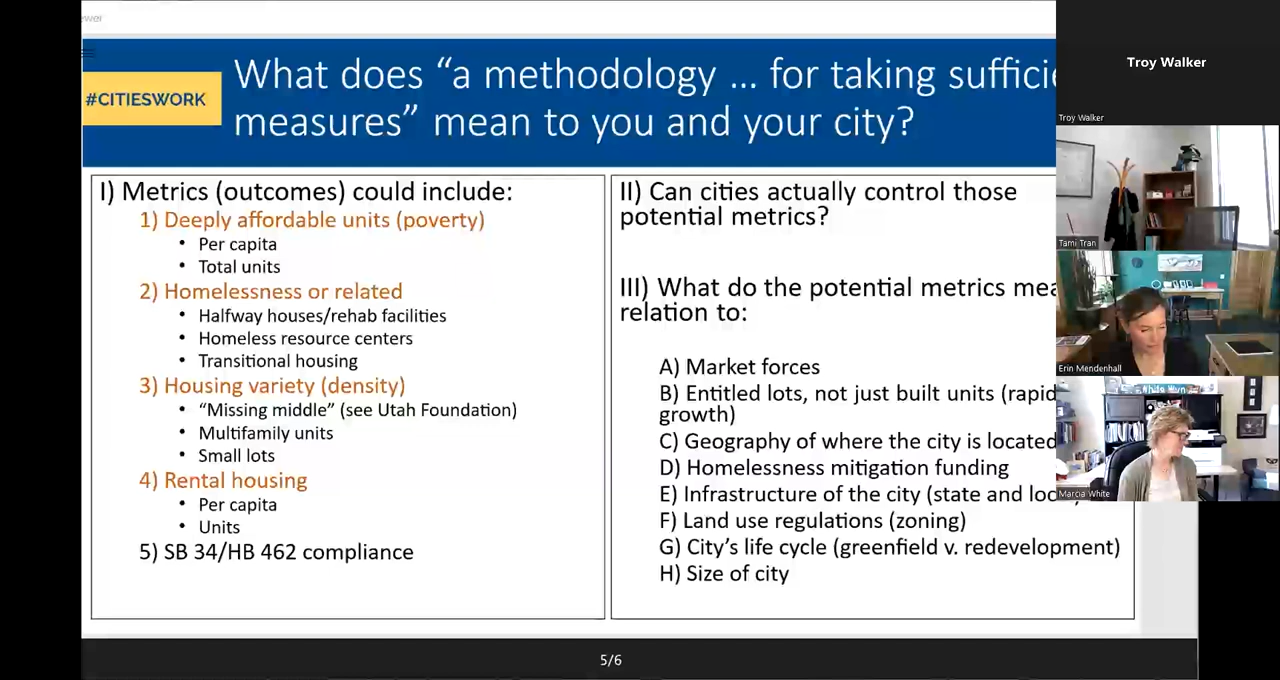 ewer
What does “a methodology ... for taking suffici
#CITIESWORK
measures” mean to you and your city?
I) Metrics (outcomes) could include:
1) Deeply affordable units (poverty)
• Per capita
• Total units
2) Homelessness or related
• Halfway houses/rehab facilities
• Homeless resource centers
• Transitional housing
3) Housing variety (density)
• “Missing middle” (see Utah Foundation)
• Multifamily units
• Small lots
4) Rental housing
• Per capita
• Units
5) SB 34/HB 462 compliance
II) Can cities actually control those
potential metrics?
III) What do the potential metrics mea
relation to:
A) Market forces
B) Entitled lots, not just built units (rapid
growth)
C) Geography of where the city is located
D) Homelessness mitigation funding
E) Infrastructure of the city (state and loc
F) Land use regulations (zoning)
G) City’s life cycle (greenfield v. redevelopment)
H) Size of city
5/6
Troy Walker
Troy Walker
Tami Tran
Erin Mendenhall
Marcia White